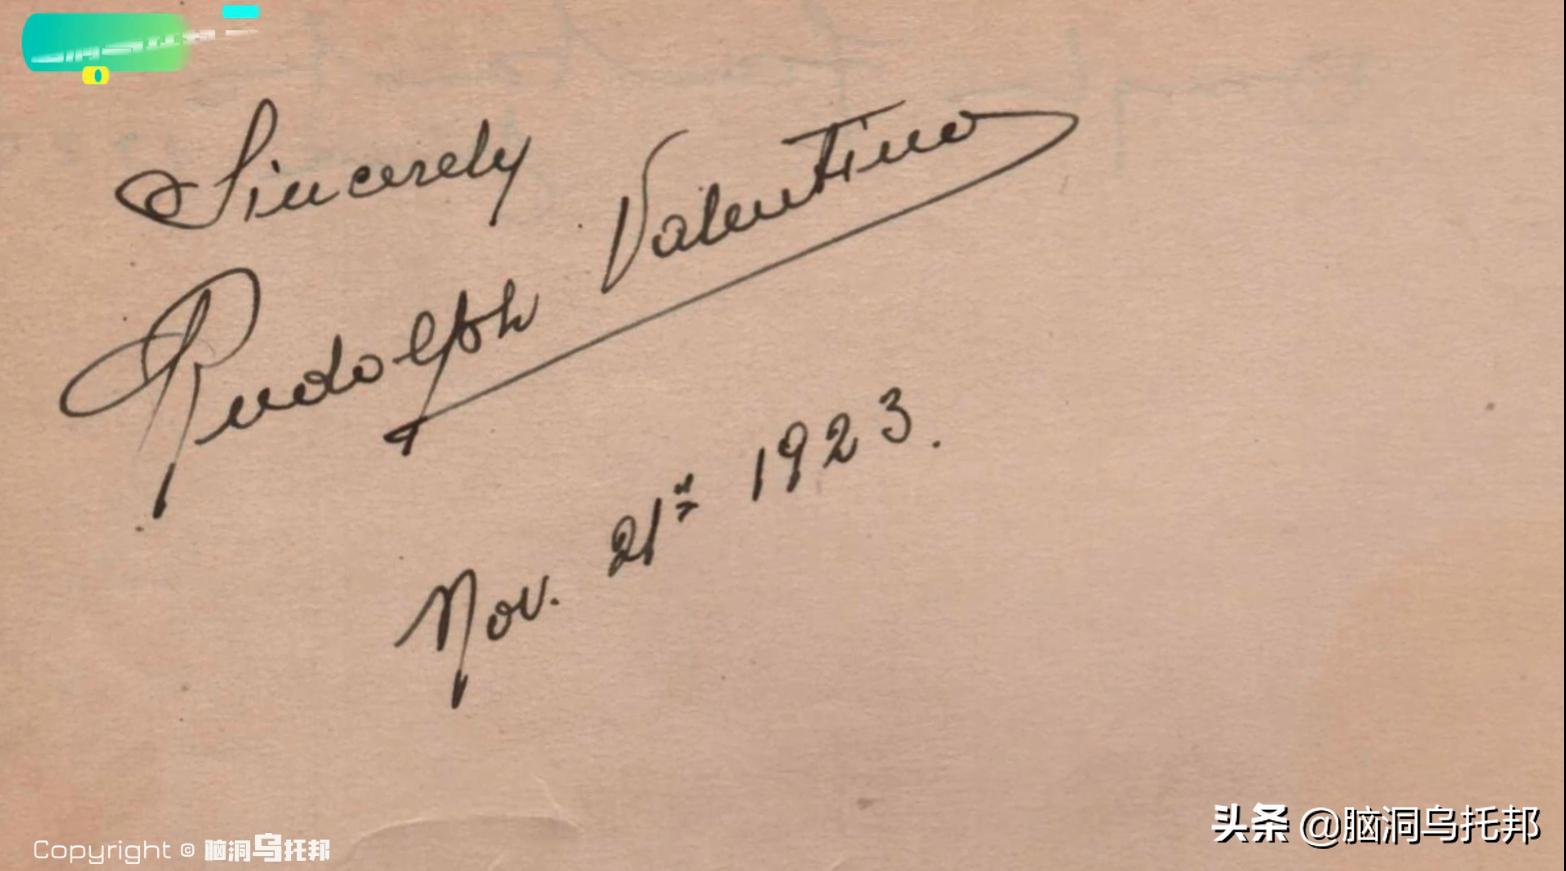 Sincerely
Rudolph Valentino
Nov. 21st 1923.
Copyright © 脑洞乌托邦
头条 @脑洞乌托邦